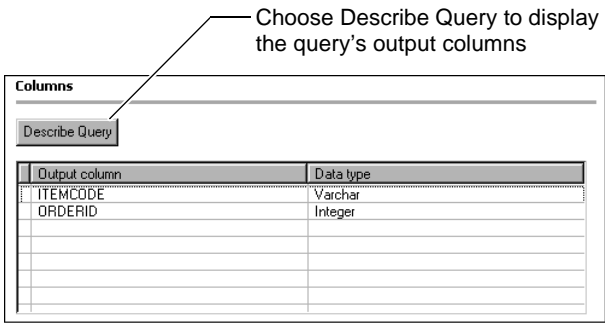 Choose Describe Query to display
the query's output columns
Columns
Describe Query
Output column Data type
ITEMCODE Varchar
ORDERID Integer